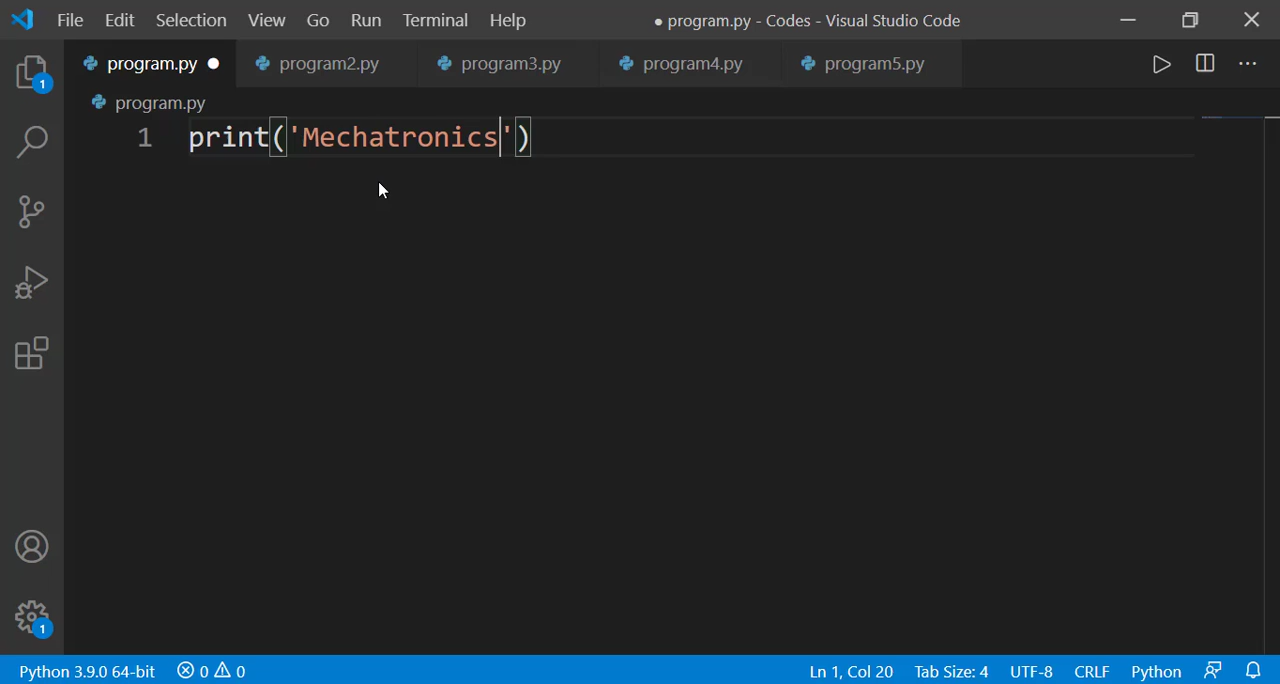 File Edit Selection View Go Run Terminal Help ● program.py - Codes - Visual Studio Code
program.py program2.py program3.py program4.py program5.py
1 program.py
1 print('Mechatronics')
1
Python 3.9.0 64-bit 0 0 Ln 1, Col 20 Tab Size: 4 UTF-8 CRLF Python